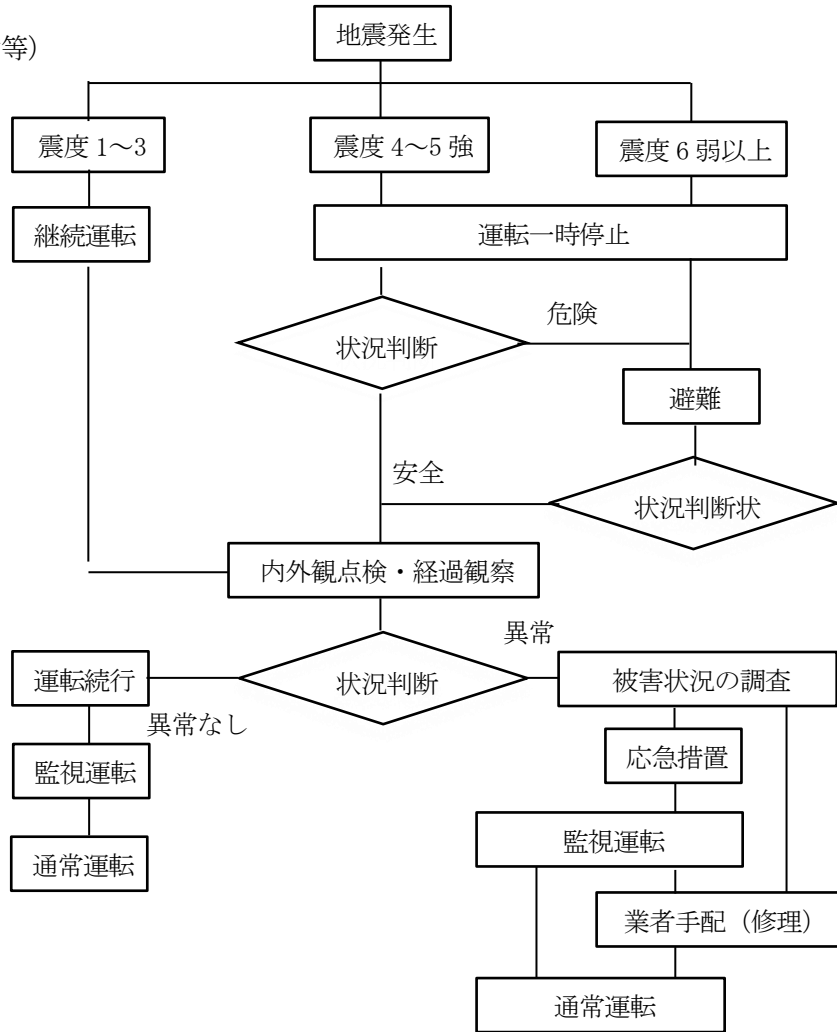 地震発生
等）
震度 1～3
震度 4～5 強
震度 6 弱以上
継続運転
運転一時停止
危険
状況判断
避難
安全
状況判断状
内外観点検・経過観察
異常
運転続行
状況判断
被害状況の調査
異常なし
応急措置
監視運転
監視運転
通常運転
業者手配（修理）
通常運転